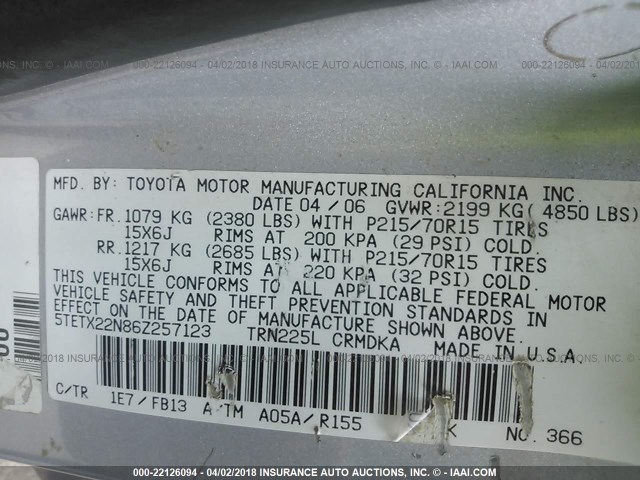 000-22126094 - 04/02/2018 INSURANCE AUTO AUCTIONS, INC. - © - IAAI.COM
MFD. BY: TOYOTA MOTOR MANUFACTURING CALIFORNIA INC.
DATE 04 / 06 GVWR:2199 KG( 4850 LBS)
GAWR:FR.1079 KG (2380 LBS) WITH P215/70R15 TIRES
15X6J RIMS AT 200 KPA (29 PSI) COLD.
RR.1217 KG (2685 LBS) WITH P215/70R15 TIRES
15X6J RIMS AT 220 KPA (32 PSI) COLD.
THIS VEHICLE CONFORMS TO ALL APPLICABLE FEDERAL MOTOR
VEHICLE SAFETY AND THEFT PREVENTION STANDARDS IN
EFFECT ON THE DATE OF MANUFACTURE SHOWN ABOVE.
5TETX22N86Z257123 TRN225L CRMDKA MADE IN U.S.A.
C/TR 1E7/FB13 A TM A05A/R155 K NO. 366
000-22126094 - 04/02/2018 INSURANCE AUTO AUCTIONS, INC. - © - IAAI.COM